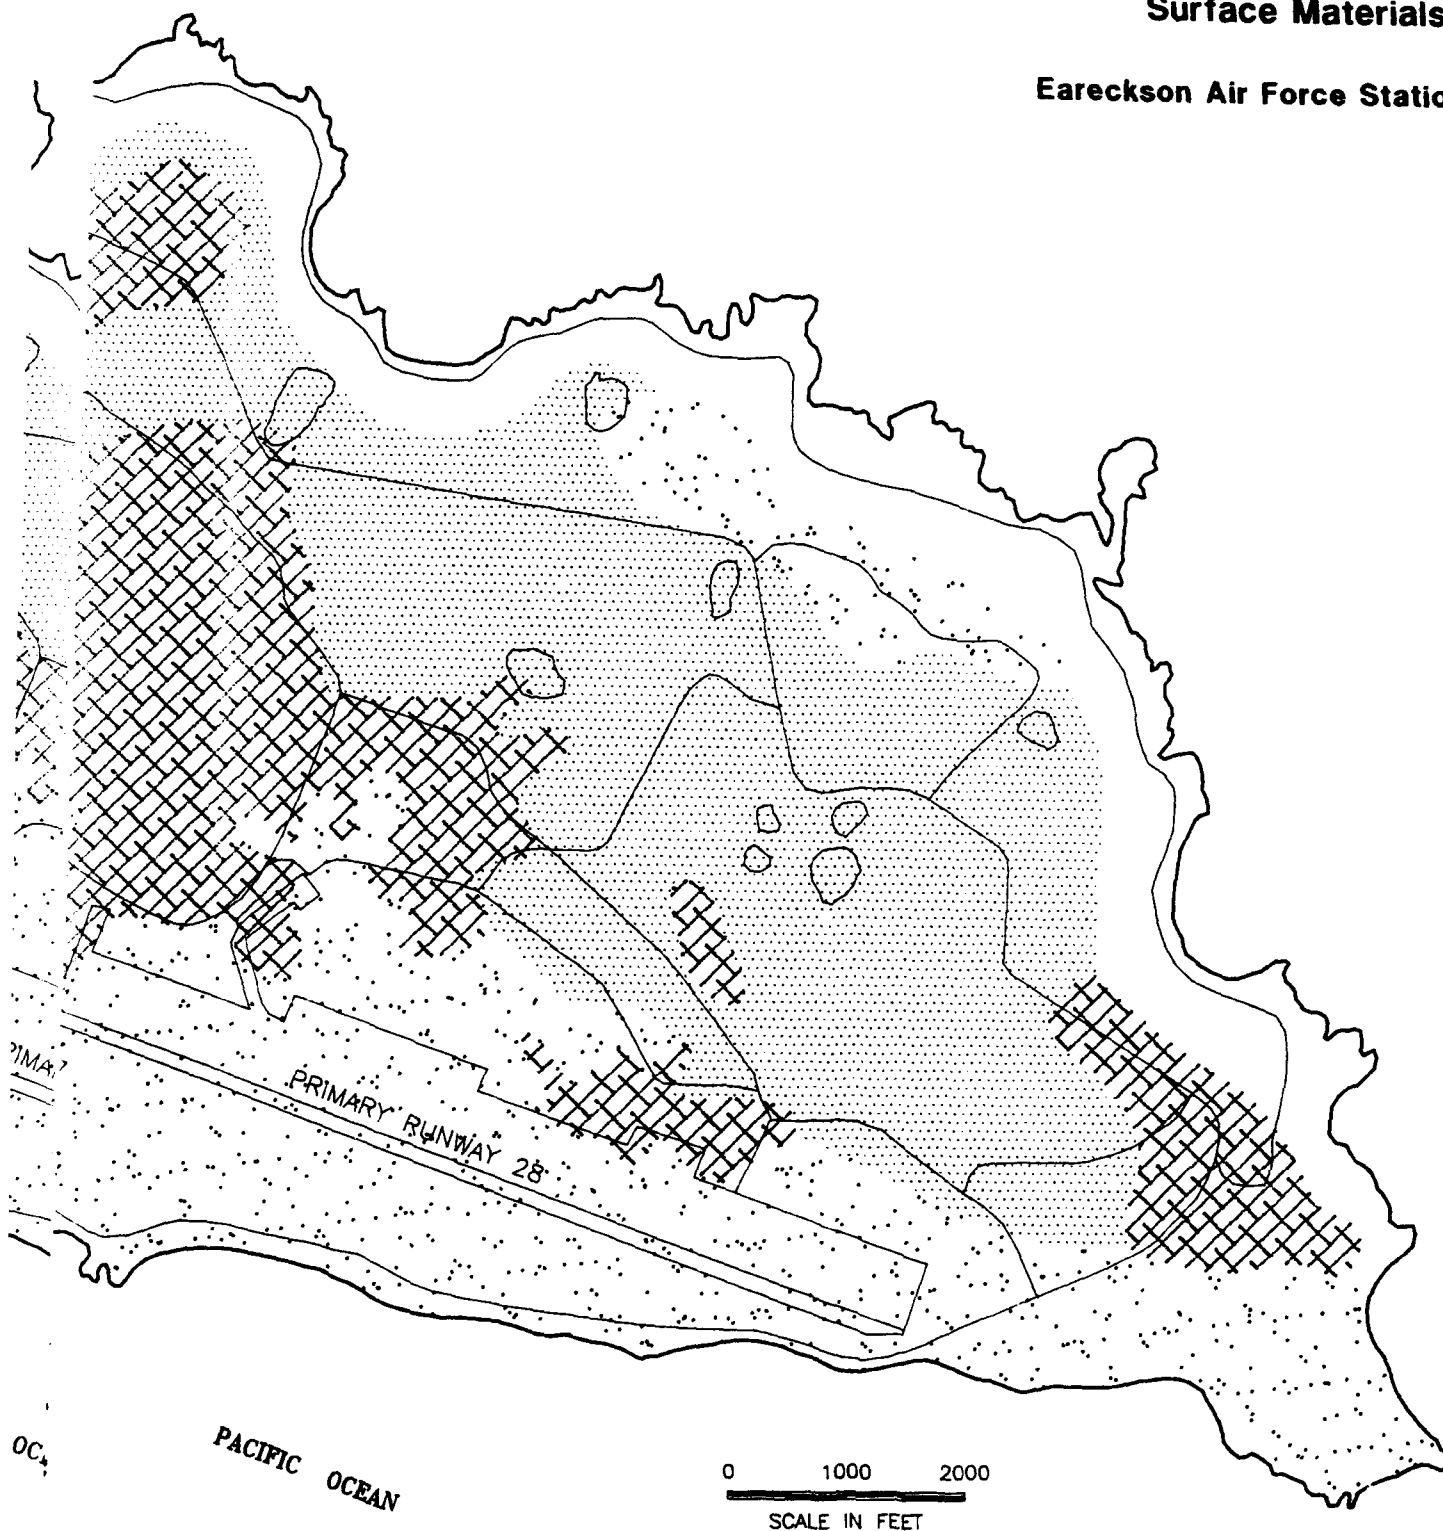 Surface Materials
Eareckson Air Force Statio
PRIMARY RUNWAY 28
PACIFIC OCEAN
0 1000 2000
SCALE IN FEET